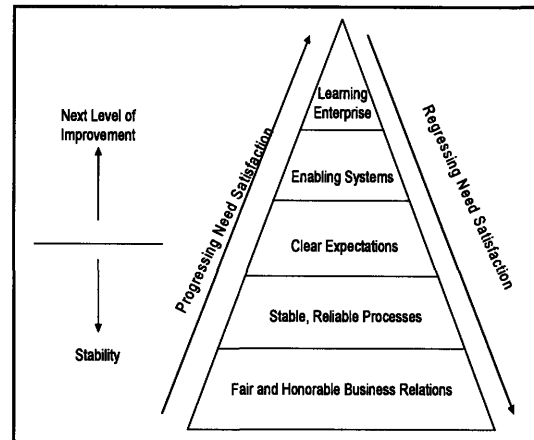 Next Level of
Improvement
Stability
Progressing Need Satisfaction
Learning
Enterprise
Enabling Systems
Clear Expectations
Stable, Reliable Processes
Fair and Honorable Business Relations
Regressing Need Satisfaction